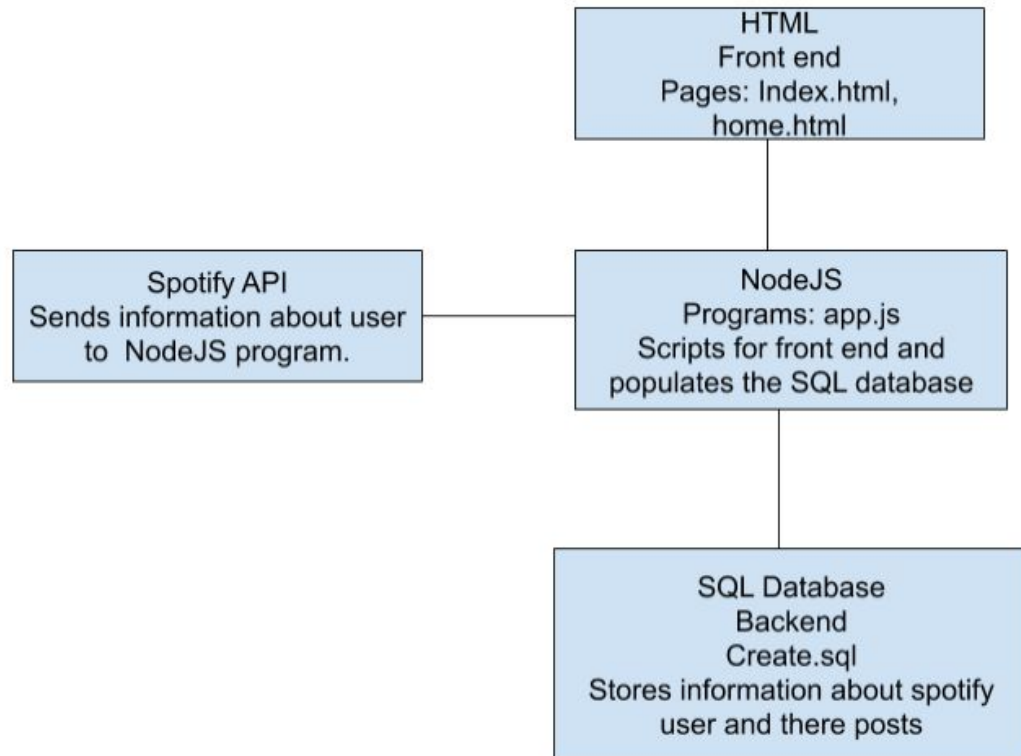 HTML
Front end
Pages: Index.html,
home.html
Spotify API
Sends information about user
to  NodeJS program.
NodeJS
Programs: app.js
Scripts for front end and
populates the SQL database
SQL Database
Backend
Create.sql
Stores information about spotify
user and there posts